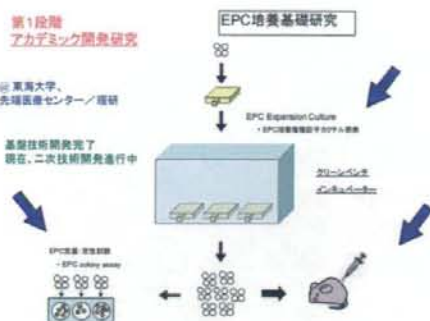 第1段階
アカデミック開発研究
EPC培養基礎研究
@ 東海大学、
先端医療センター／理研
EPC Expansion Culture
基盤技術開発完了
現在、二次技術開発進行中
クリーンベンチ
インキュベーター
- EPC colony assay